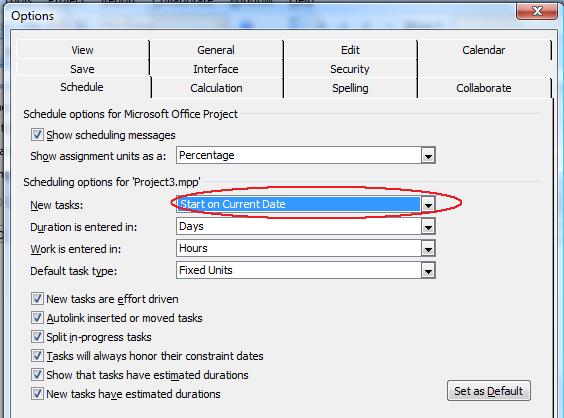 Options
View General Edit Calendar
Save Interface Security
Schedule Calculation Spelling Collaborate
Schedule options for Microsoft Office Project
Show scheduling messages
Show assignment units as a: Percentage
Scheduling options for 'Project3.mpp'
New tasks: Start on Current Date
Duration is entered in: Days
Work is entered in: Hours
Default task type: Fixed Units
New tasks are effort driven
Autolink inserted or moved tasks
Split in-progress tasks
Tasks will always honor their constraint dates
Show that tasks have estimated durations
New tasks have estimated durations
Set as Default